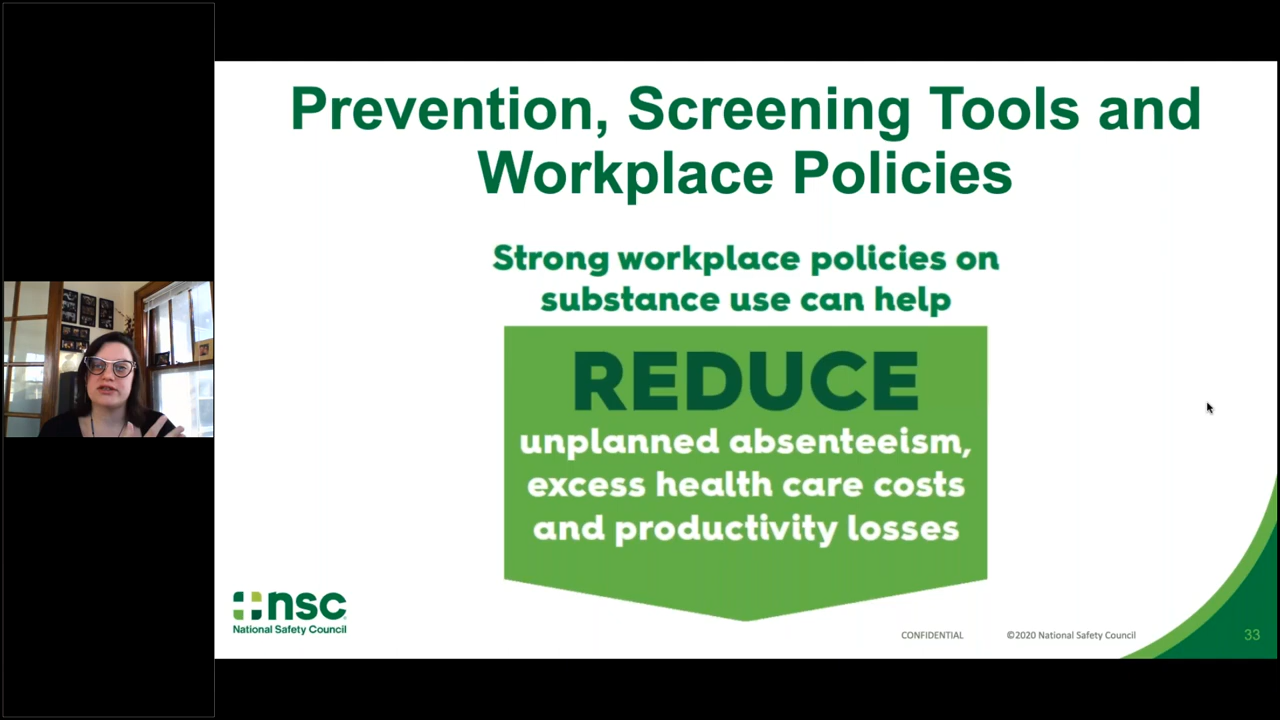 Prevention, Screening Tools and
Workplace Policies
Strong workplace policies on
substance use can help
REDUCE
unplanned absenteeism,
excess health care costs
and productivity losses
nsc
National Safety Council
CONFIDENTIAL
©2020 National Safety Council
33